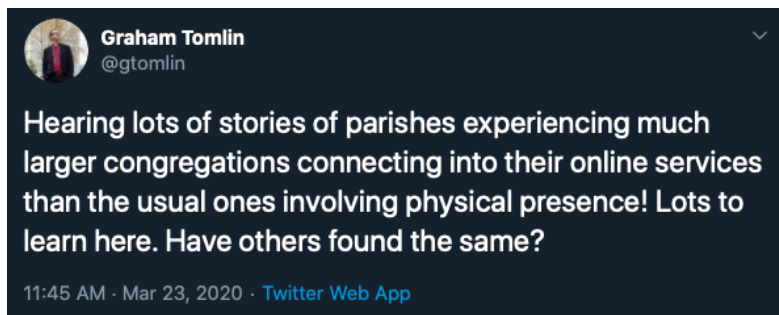 Graham Tomlin
@gtomlin
Hearing lots of stories of parishes experiencing much
larger congregations connecting into their online services
than the usual ones involving physical presence! Lots to
learn here. Have others found the same?
11:45 AM · Mar 23, 2020 · Twitter Web App